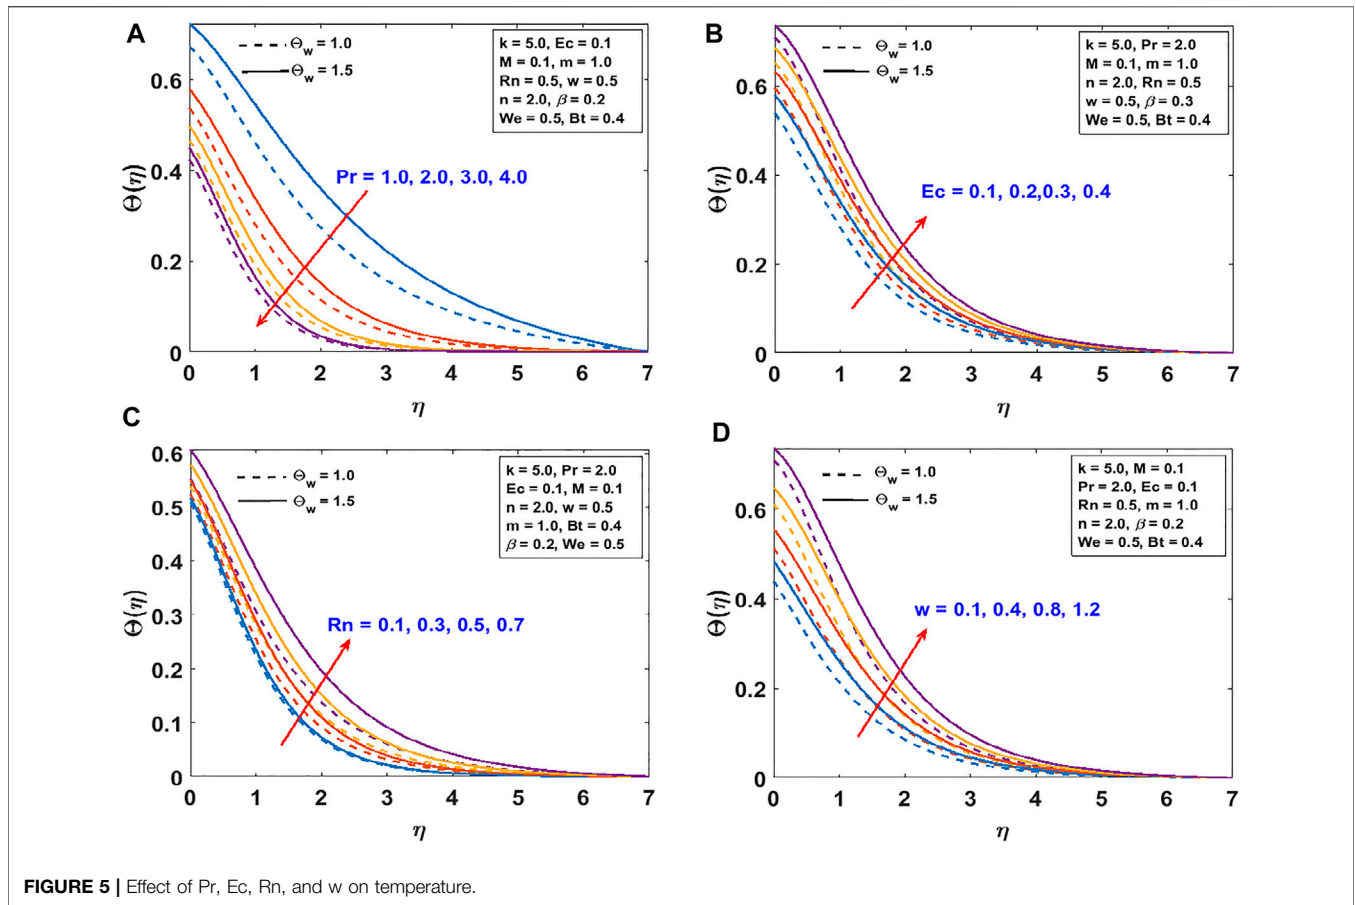 A
Θw = 1.0
Θw = 1.5
k = 5.0, Ec = 0.1
M = 0.1, m = 1.0
Rn = 0.5, w = 0.5
n = 2.0, β = 0.2
We = 0.5, Bt = 0.4
Pr = 1.0, 2.0, 3.0, 4.0
Θ(η)
0.6
0.4
0.2
0
0 1 2 3 4 5 6 7
η
B
Θw = 1.0
Θw = 1.5
k = 5.0, Pr = 2.0
M = 0.1, m = 1.0
n = 2.0, Rn = 0.5
w = 0.5, β = 0.3
We = 0.5, Bt = 0.4
Ec = 0.1, 0.2,0.3, 0.4
Θ(η)
0.6
0.4
0.2
0
0 1 2 3 4 5 6 7
η
C
Θw = 1.0
Θw = 1.5
k = 5.0, Pr = 2.0
Ec = 0.1, M = 0.1
n = 2.0, w = 0.5
m = 1.0, Bt = 0.4
β = 0.2, We = 0.5
Rn = 0.1, 0.3, 0.5, 0.7
Θ(η)
0.6
0.5
0.4
0.3
0.2
0.1
0
0 1 2 3 4 5 6 7
η
D
Θw = 1.0
Θw = 1.5
k = 5.0, M = 0.1
Pr = 2.0, Ec = 0.1
Rn = 0.5, m = 1.0
n = 2.0, β = 0.2
We = 0.5, Bt = 0.4
w = 0.1, 0.4, 0.8, 1.2
Θ(η)
0.6
0.4
0.2
0
0 1 2 3 4 5 6 7
η
FIGURE 5 | Effect of Pr, Ec, Rn, and w on temperature.